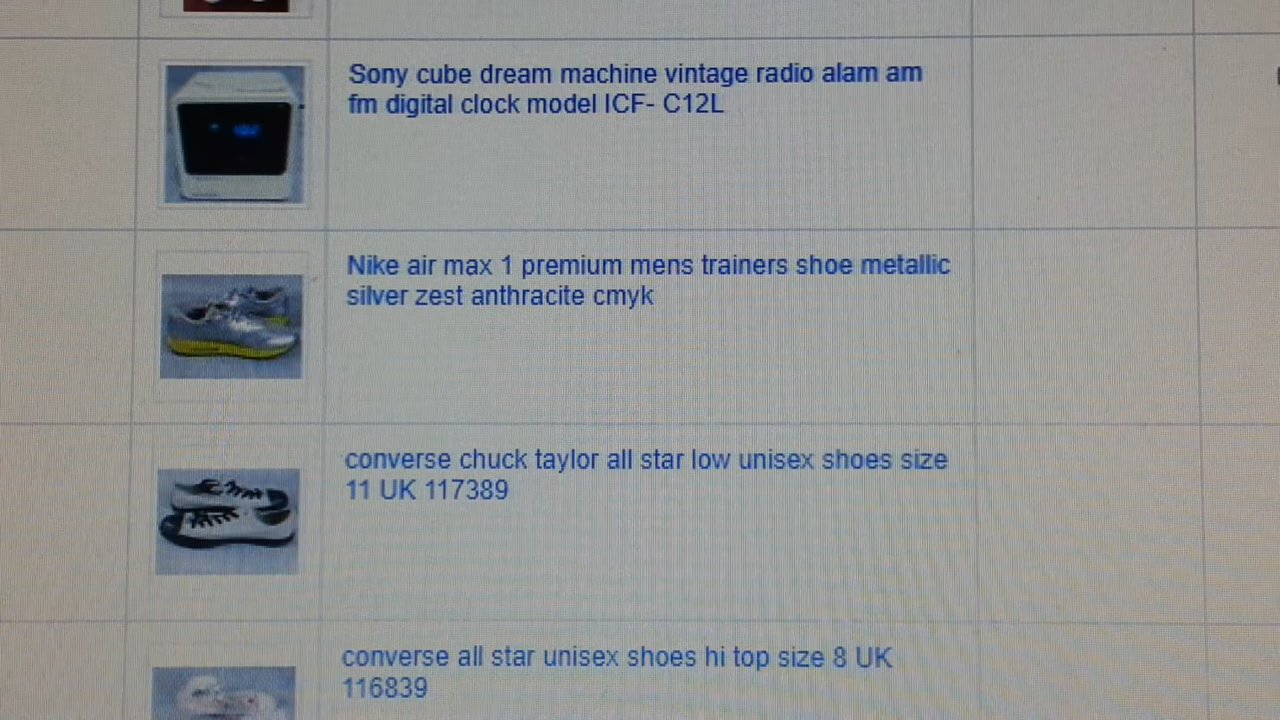 Sony cube dream machine vintage radio alam am
fm digital clock model ICF- C12L
Nike air max 1 premium mens trainers shoe metallic
silver zest anthracite cmyk
converse chuck taylor all star low unisex shoes size
11 UK 117389
converse all star unisex shoes hi top size 8 UK
116839